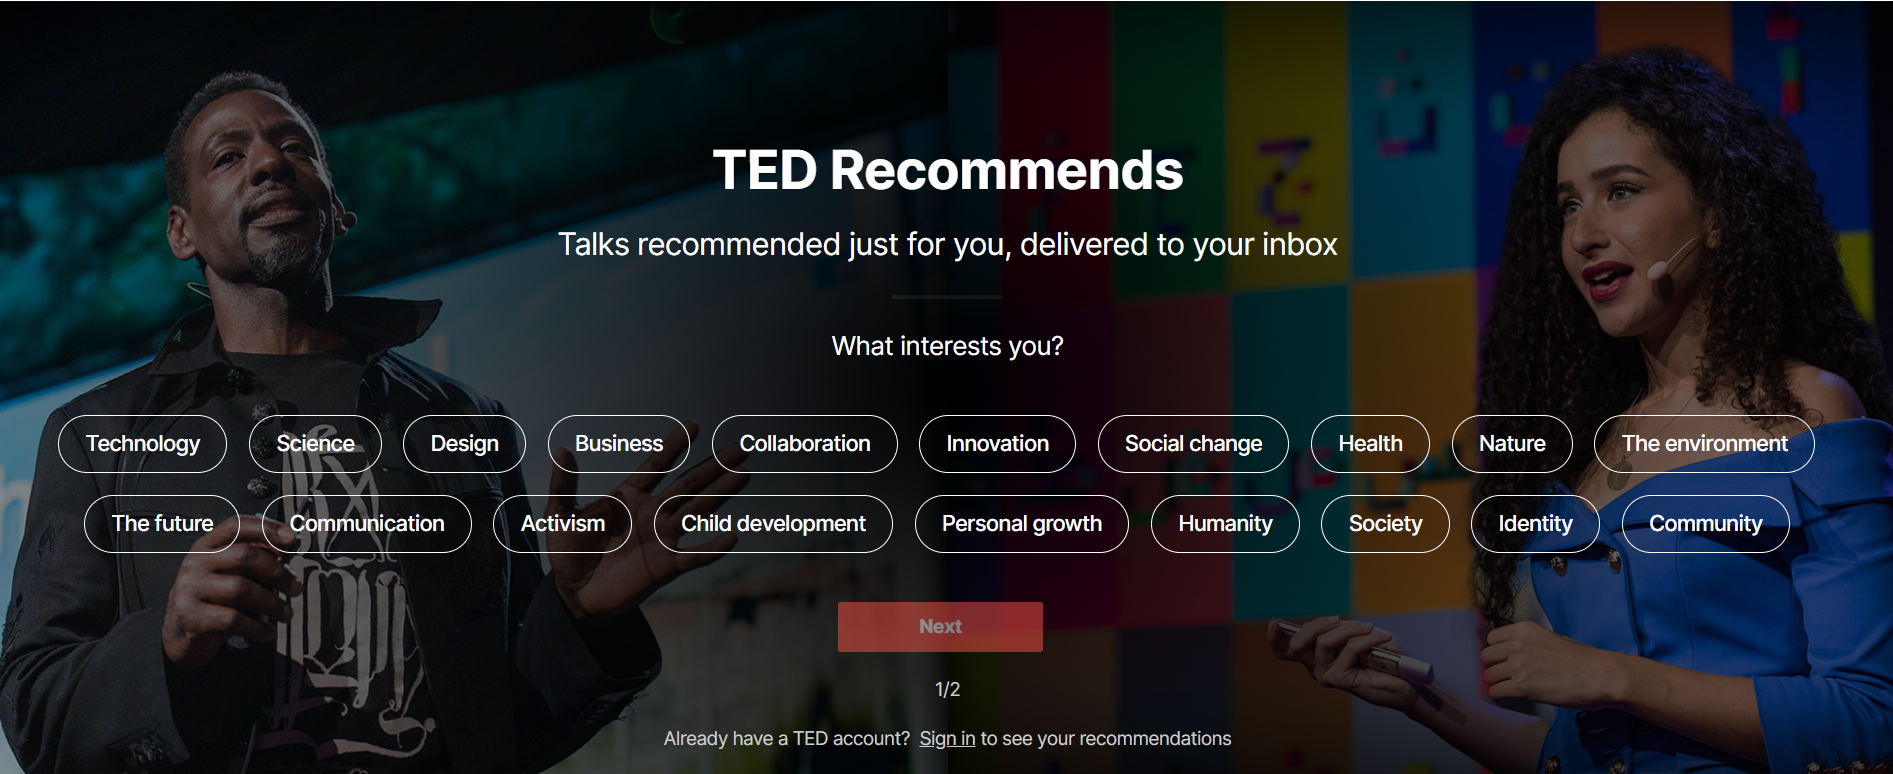 TED Recommends
Talks recommended just for you, delivered to your inbox
What interests you?
Technology Science Design Business Collaboration Innovation Social change Health Nature The environment
The future Communication Activism Child development Personal growth Humanity Society Identity Community
Next
1/2
Already have a TED account? Sign in to see your recommendations